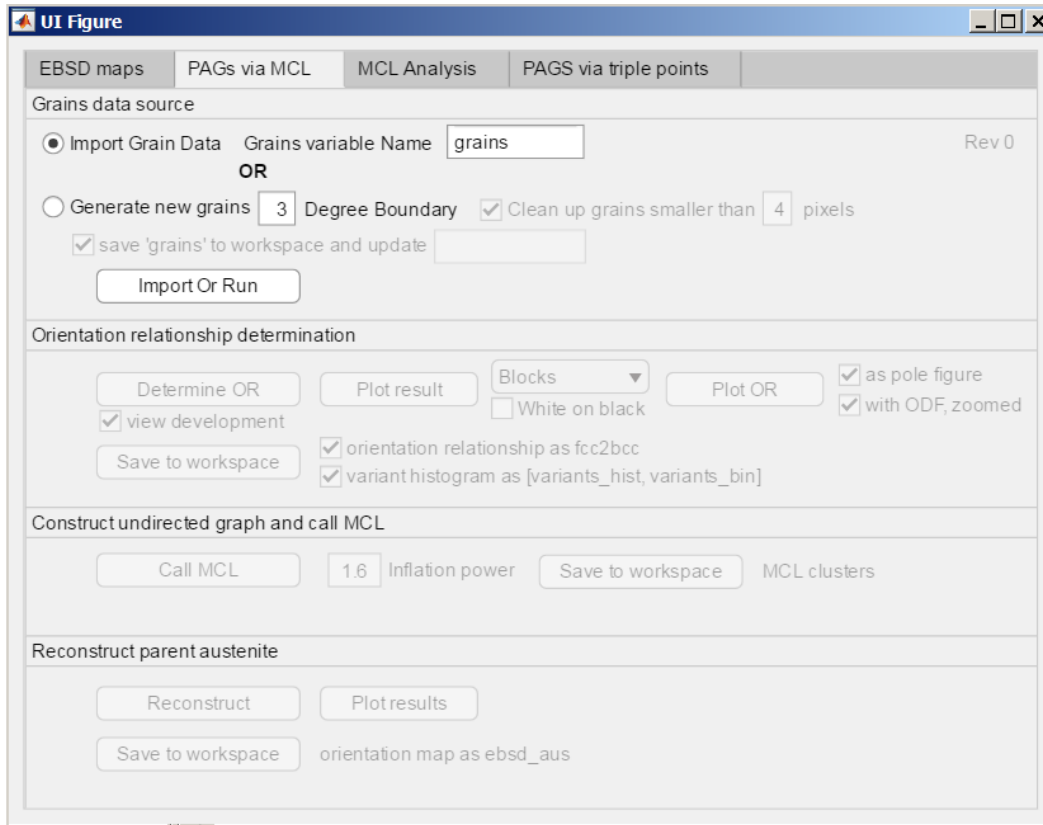 UI Figure
EBSD maps PAGs via MCL MCL Analysis PAGS via triple points
Grains data source
Import Grain Data Grains variable Name grains Rev 0
OR
Generate new grains 3 Degree Boundary Clean up grains smaller than 4 pixels
save 'grains' to workspace and update
Import Or Run
Orientation relationship determination
Determine OR Plot result Blocks Plot OR as pole figure
view development White on black with ODF, zoomed
Save to workspace orientation relationship as fcc2bcc
variant histogram as [variants_hist, variants_bin]
Construct undirected graph and call MCL
Call MCL 1.6 Inflation power Save to workspace MCL clusters
Reconstruct parent austenite
Reconstruct Plot results
Save to workspace orientation map as ebsd_aus